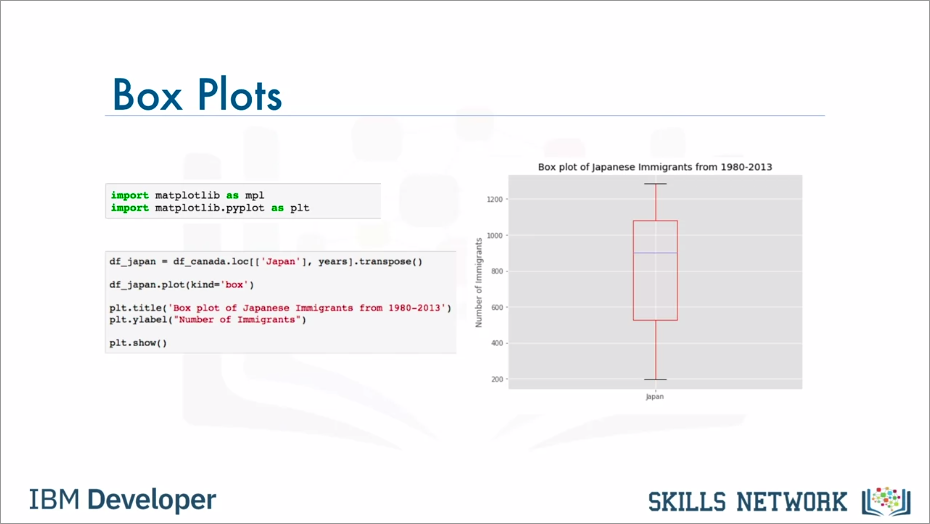 Box Plots
import matplotlib as mpl
import matplotlib.pyplot as plt
df_japan = df_canada.loc[['Japan'], years].transpose()
df_japan.plot(kind='box')
plt.title('Box plot of Japanese Immigrants from 1980-2013')
plt.ylabel("Number of Immigrants")
plt.show()
Box plot of Japanese Immigrants from 1980-2013
Number of Immigrants
1200
1000
800
600
400
200
Japan
IBM Developer
SKILLS NETWORK